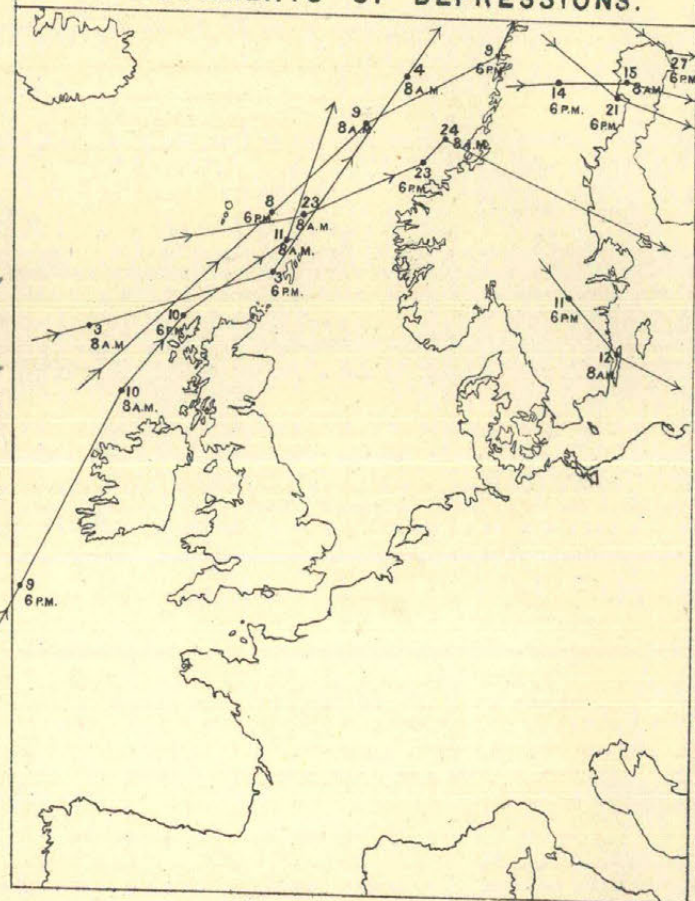 OF DEPRESSIONS.
9
6 P.M.
4
8 A.M.
27
6 P.M.
14
6 P.M.
15
8 A.M.
21
6 P.M.
9
8 A.M.
24
8 A.M.
23
6 P.M.
8
6 P.M.
23
8 A.M.
11
8 A.M.
3
6 P.M.
11
6 P.M.
10
6 P.M.
3
8 A.M
12
8 A.M.
10
8 A.M.
9
6 P.M.